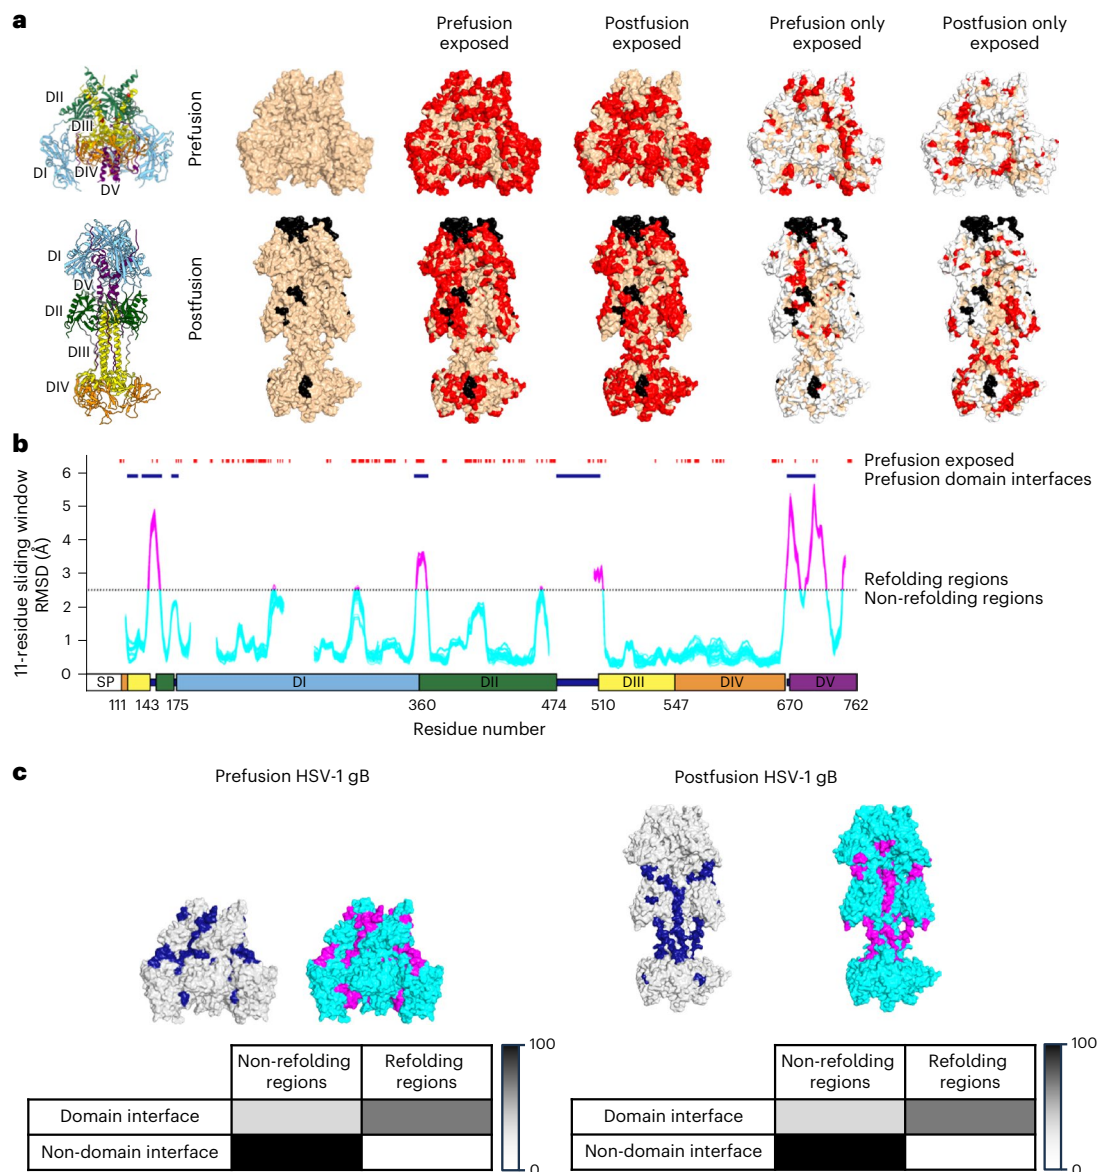 a
Prefusion exposed
Postfusion exposed
Prefusion only exposed
Postfusion only exposed
DII
DIII
DI
DIV
DV
Prefusion
DI
DV
DII
DIII
DIV
Postfusion
b
11-residue sliding window
RMSD (Å)
6
5
4
3
2
1
0
Prefusion exposed
Prefusion domain interfaces
Refolding regions
Non-refolding regions
SP
DI
DII
DIII
DIV
DV
111
143
175
360
474
510
547
670
762
Residue number
c
Prefusion HSV-1 gB
Postfusion HSV-1 gB
Non-refolding regions
Refolding regions
Domain interface
Non-domain interface
100
0
Non-refolding regions
Refolding regions
Domain interface
Non-domain interface
100
0